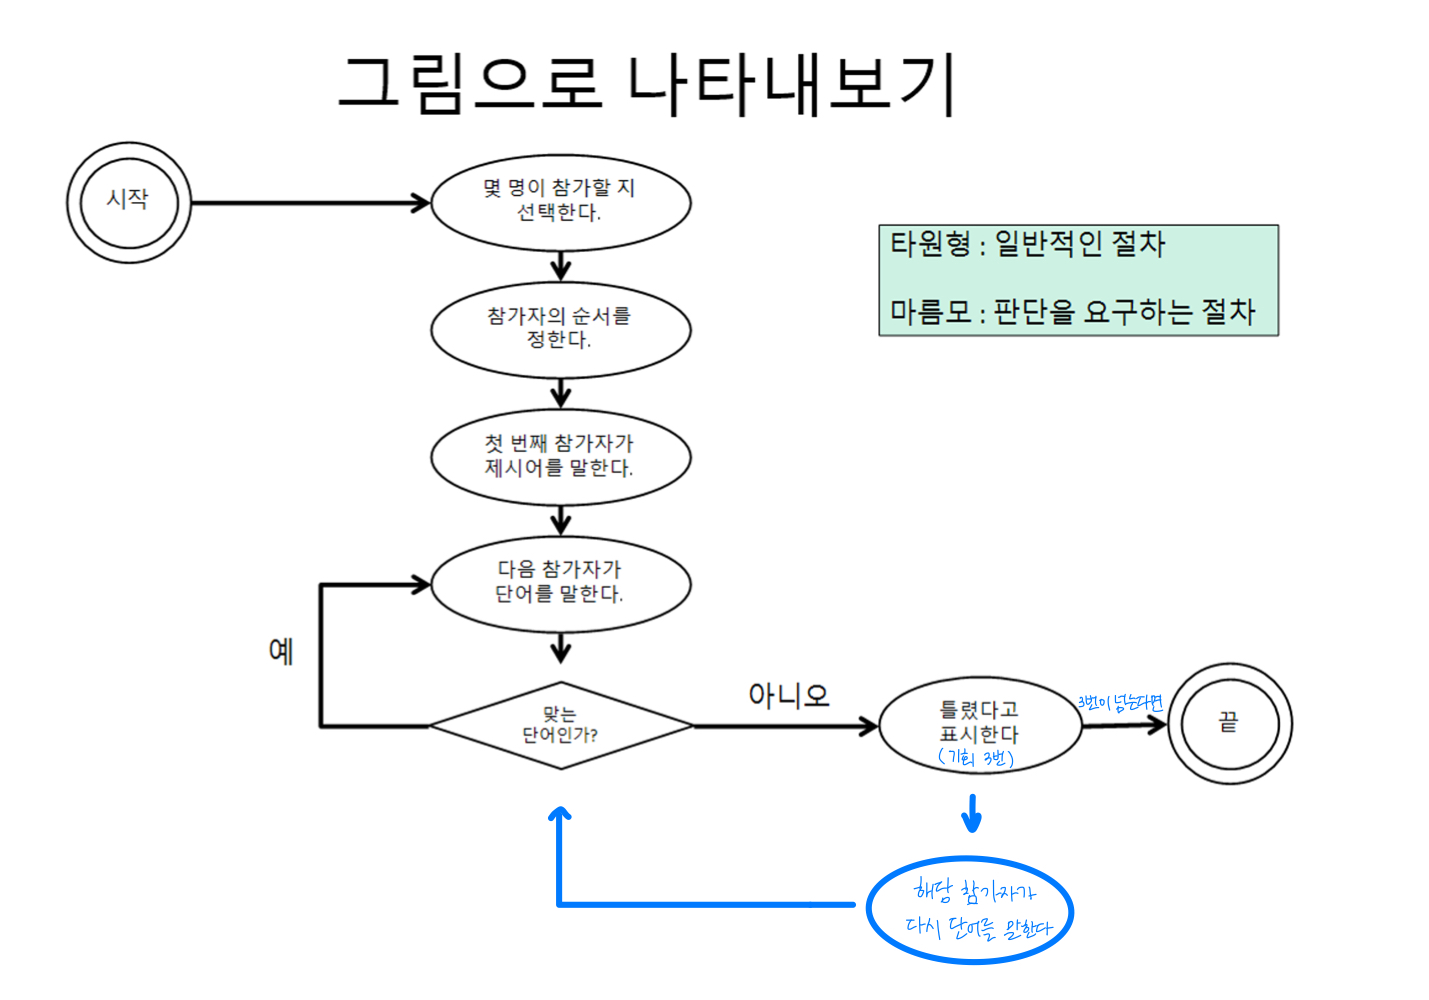 그림으로 나타내보기
시작
몇 명이 참가할 지
선택한다.
타원형 : 일반적인 절차
마름모 : 판단을 요구하는 절차
참가자의 순서를
정한다.
첫 번째 참가자가
제시어를 말한다.
다음 참가자가
단어를 말한다.
예
맞는
단어인가?
아니오
틀렸다고
표시한다
(기회 3번)
3번이 넘는다면
끝
해당 참가자가
다시 단어를 말한다